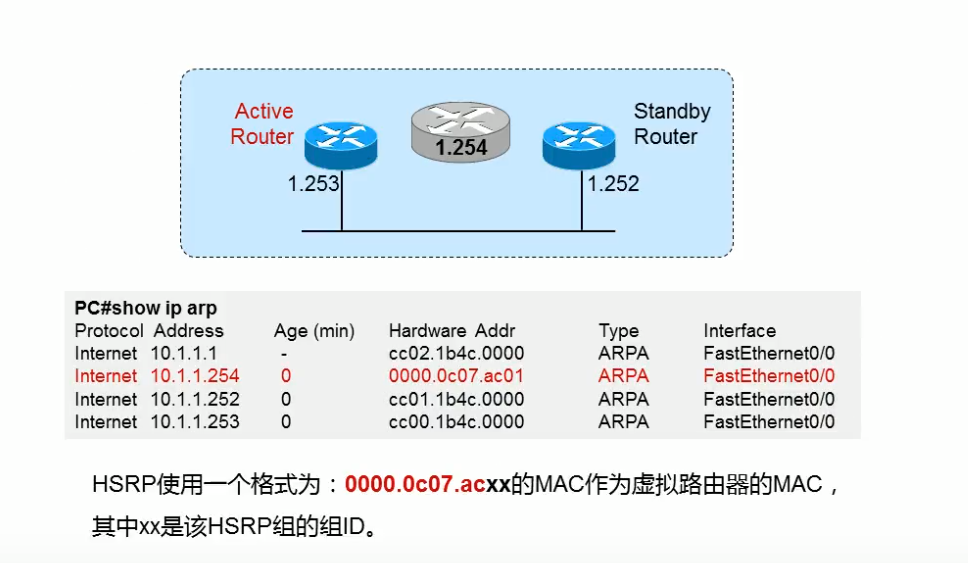 Active
Router
1.254
Standby
Router
1.253
1.252
PC#show ip arp
Protocol Address Age (min) Hardware Addr Type Interface
Internet 10.1.1.1 - cc02.1b4c.0000 ARPA FastEthernet0/0
Internet 10.1.1.254 0 0000.0c07.ac01 ARPA FastEthernet0/0
Internet 10.1.1.252 0 cc01.1b4c.0000 ARPA FastEthernet0/0
Internet 10.1.1.253 0 cc00.1b4c.0000 ARPA FastEthernet0/0
HSRP使用一个格式为：0000.0c07.acxx的MAC作为虚拟路由器的MAC，
其中xx是该HSRP组的组ID。